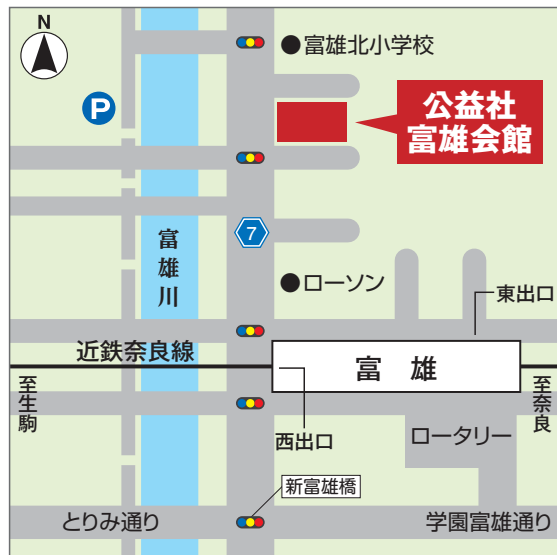 N
富雄北小学校
P
公益社
富雄会館
7
富雄川
ローソン
東出口
近鉄奈良線
富 雄
至生駒
至奈良
西出口
ロータリー
新富雄橋
とりみ通り
学園富雄通り